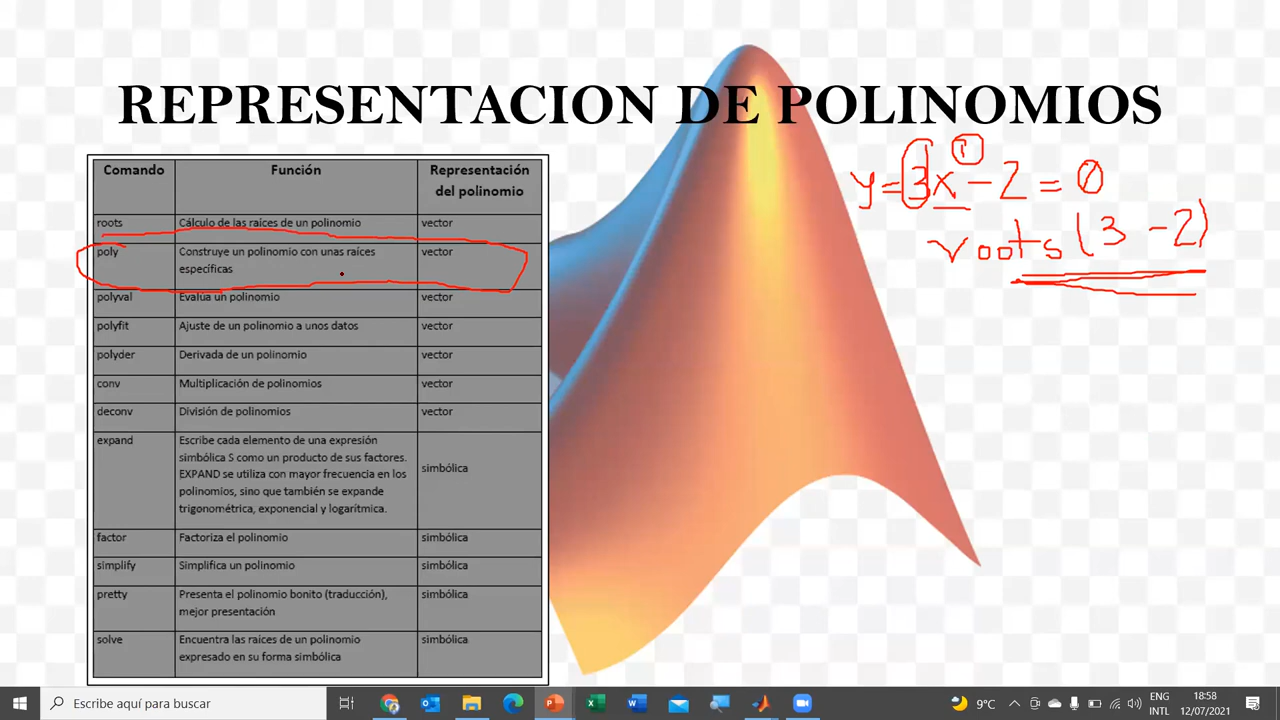 REPRESENTACION DE POLINOMIOS
y = 3x¹ - 2 = 0
roots (3 -2)
Comando Función Representación
del polinomio
roots Cálculo de las raíces de un polinomio vector
poly Construye un polinomio con unas raíces vector
específicas
polyval Evalúa un polinomio vector
polyfit Ajuste de un polinomio a unos datos vector
polyder Derivada de un polinomio vector
conv Multiplicación de polinomios vector
deconv División de polinomios vector
expand Escribe cada elemento de una expresión
simbólica S como un producto de sus factores.
EXPAND se utiliza con mayor frecuencia en los simbólica
polinomios, sino que también se expande
trigonométrica, exponencial y logarítmica.
factor Factoriza el polinomio simbólica
simplify Simplifica un polinomio simbólica
pretty Presenta el polinomio bonito (traducción), simbólica
mejor presentación
solve Encuentra las raíces de un polinomio simbólica
expresado en su forma simbólica
Escribe aquí para buscar
9°C
ENG
INTL
18:58
12/07/2021